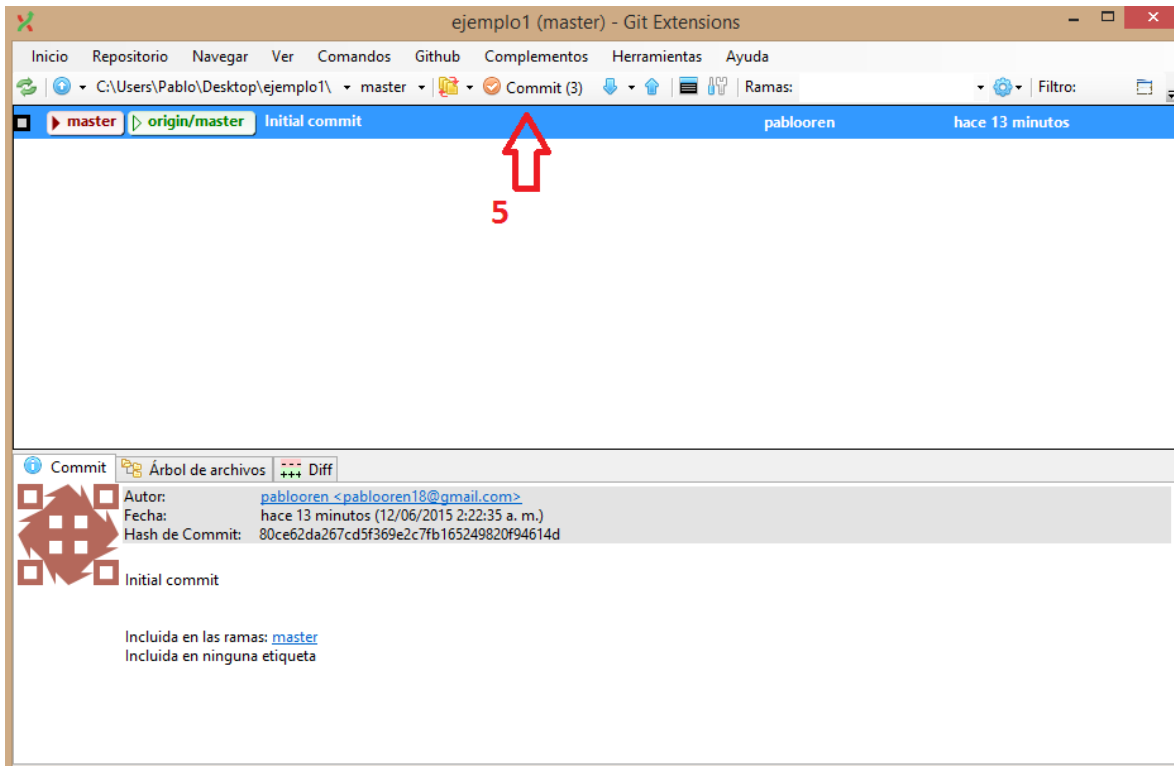 ejemplo1 (master) - Git Extensions
Inicio Repositorio Navegar Ver Comandos Github Complementos Herramientas Ayuda
C:\Users\Pablo\Desktop\ejemplo1\ master Commit (3) Ramas: Filtro:
master origin/master Initial commit pablooren hace 13 minutos
5
Commit Árbol de archivos Diff
Autor: pablooren <pablooren18@gmail.com>
Fecha: hace 13 minutos (12/06/2015 2:22:35 a. m.)
Hash de Commit: 80ce62da267cd5f369e2c7fb165249820f94614d
Initial commit
Incluida en las ramas: master
Incluida en ninguna etiqueta